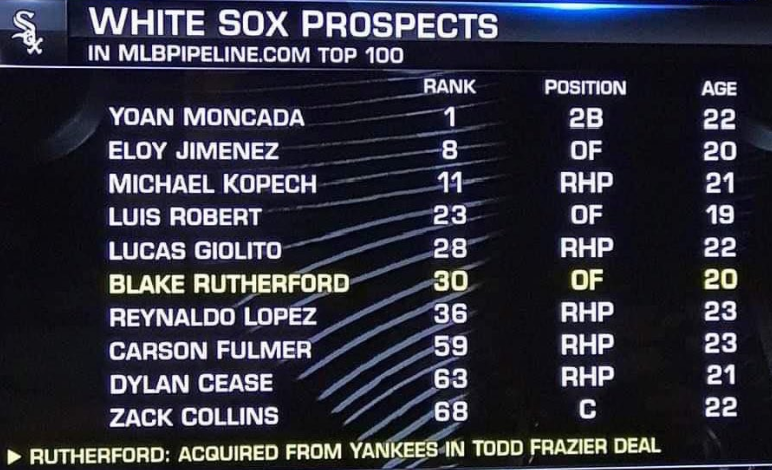 Sox
WHITE SOX PROSPECTS
IN MLBPIPELINE.COM TOP 100
RANK POSITION AGE
YOAN MONCADA 1 2B 22
ELOY JIMENEZ 8 OF 20
MICHAEL KOPECH 11 RHP 21
LUIS ROBERT 23 OF 19
LUCAS GIOLITO 28 RHP 22
BLAKE RUTHERFORD 30 OF 20
REYNALDO LOPEZ 36 RHP 23
CARSON FULMER 59 RHP 23
DYLAN CEASE 63 RHP 21
ZACK COLLINS 68 C 22
▶ RUTHERFORD: ACQUIRED FROM YANKEES IN TODD FRAZIER DEAL